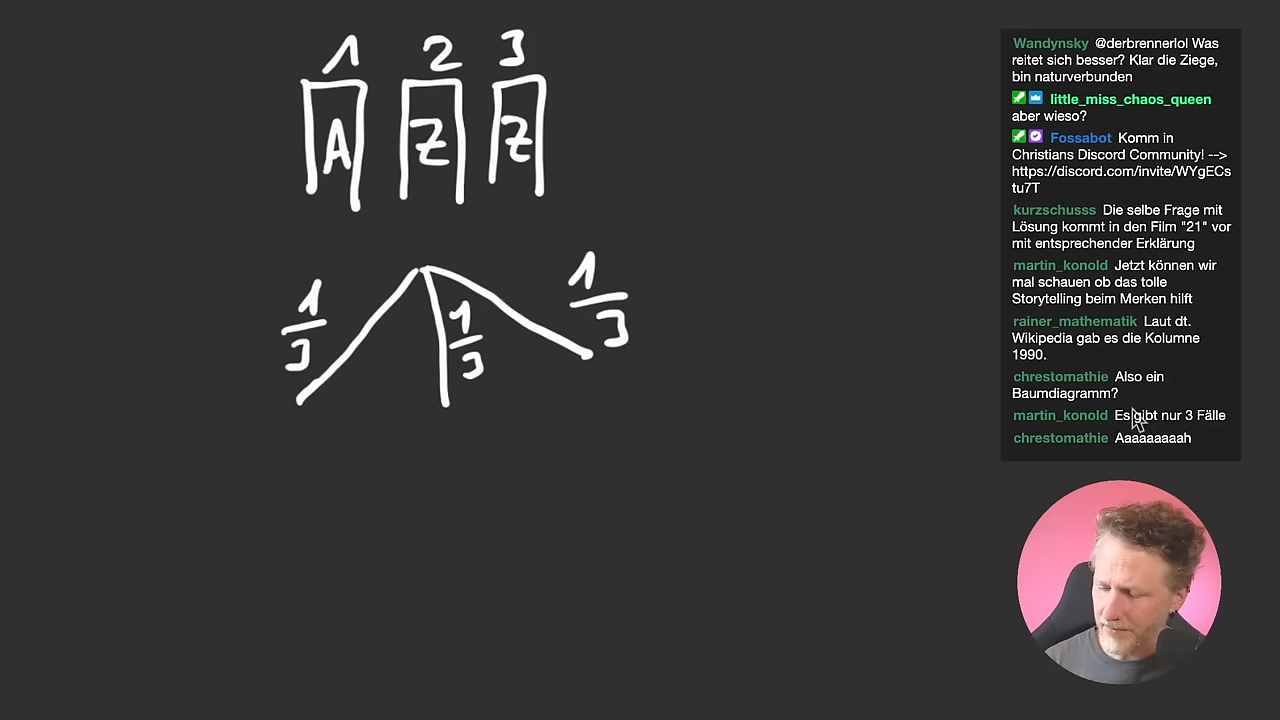 1 2 3
A Z Z
1/3 1/3 1/3
Wandynsky @derbrennerlol Was
reitet sich besser? Klar die Ziege,
bin naturverbunden
little_miss_chaos_queen
aber wieso?
Fossabot Komm in
Christians Discord Community! -->
https://discord.com/invite/WYgECs
tu7T
kurzschusss Die selbe Frage mit
Lösung kommt in den Film "21" vor
mit entsprechender Erklärung
martin_konold Jetzt können wir
mal schauen ob das tolle
Storytelling beim Merken hilft
rainer_mathematik Laut dt.
Wikipedia gab es die Kolumne
1990.
chrestomathie Also ein
Baumdiagramm?
martin_konold Es gibt nur 3 Fälle
chrestomathie Aaaaaaaaah